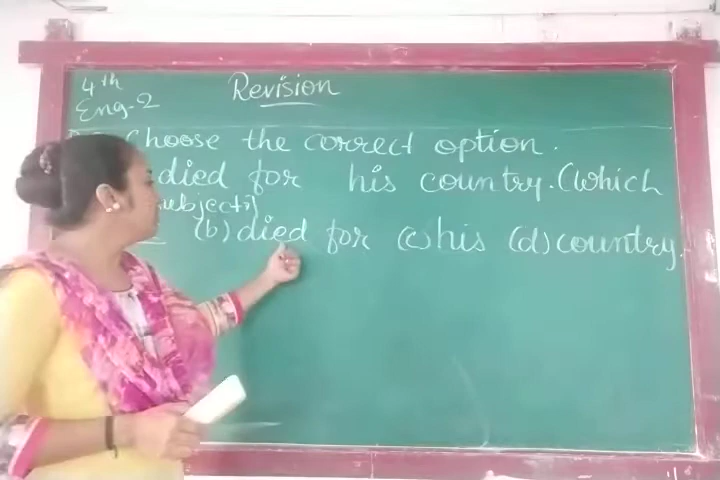 4th
Eng-2
Revision
Choose the correct option.
died for his country. (which
subject)
(b) died for (c) his (d) country.